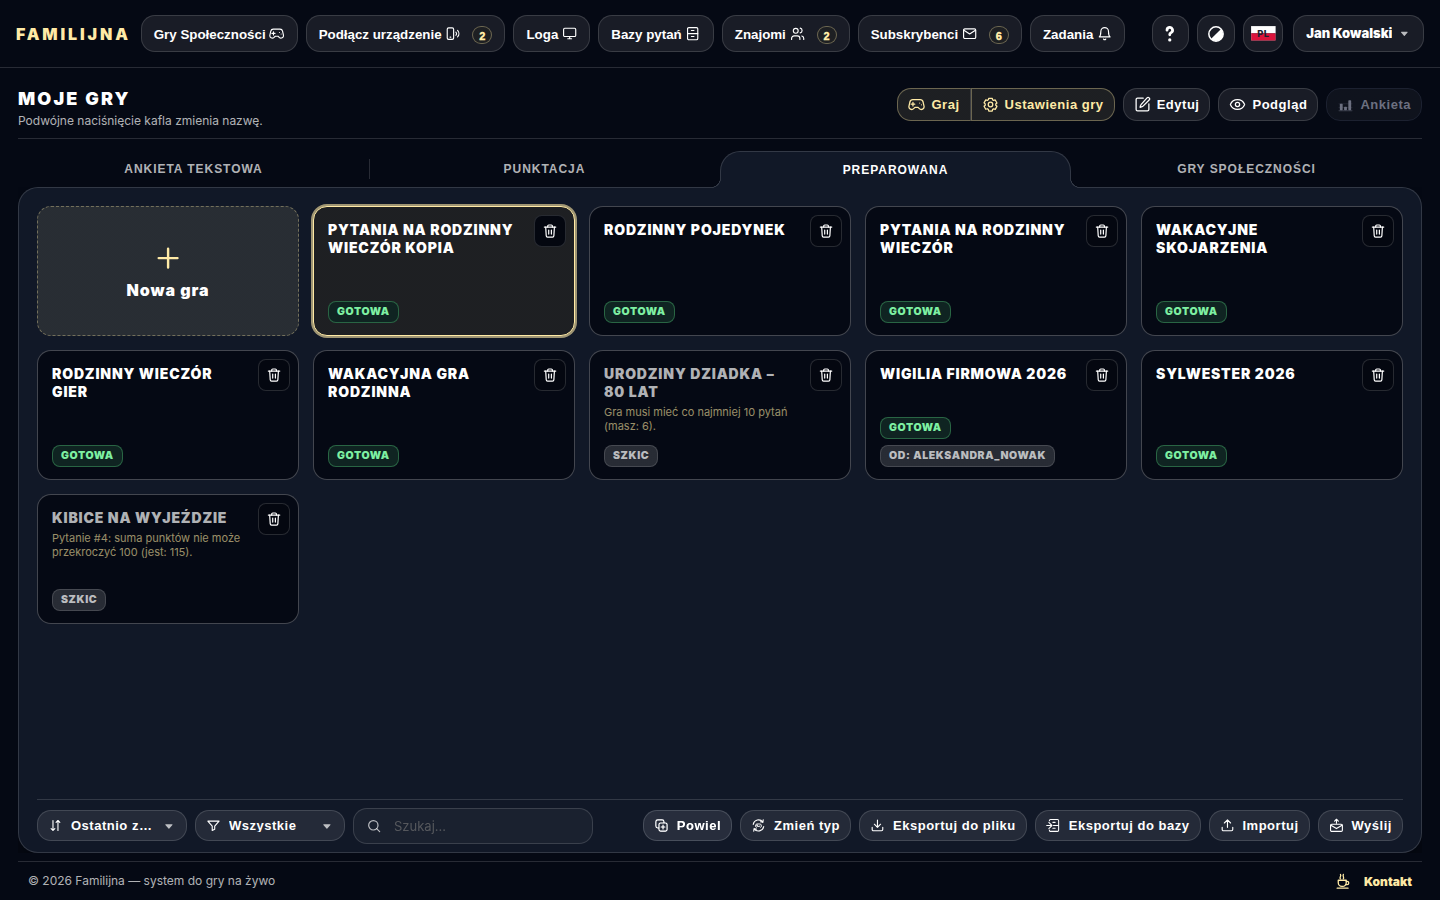 FAMILIJNA
Gry Społeczności
Podłącz urządzenie 2
Loga
Bazy pytań
Znajomi 2
Subskrybenci 6
Zadania
?
PL
Jan Kowalski
MOJE GRY
Podwójne naciśnięcie kafla zmienia nazwę.
Graj
Ustawienia gry
Edytuj
Podgląd
Ankieta
ANKIETA TEKSTOWA
PUNKTACJA
PREPAROWANA
GRY SPOŁECZNOŚCI
Nowa gra
PYTANIA NA RODZINNY
WIECZÓR KOPIA
GOTOWA
RODZINNY POJEDYNEK
GOTOWA
PYTANIA NA RODZINNY
WIECZÓR
GOTOWA
WAKACYJNE
SKOJARZENIA
GOTOWA
RODZINNY WIECZÓR
GIER
GOTOWA
WAKACYJNA GRA
RODZINNA
GOTOWA
URODZINY DZIADKA –
80 LAT
Gra musi mieć co najmniej 10 pytań
(masz: 6).
SZKIC
WIGILIA FIRMOWA 2026
GOTOWA
OD: ALEKSANDRA_NOWAK
SYLWESTER 2026
GOTOWA
KIBICE NA WYJEŹDZIE
Pytanie #4: suma punktów nie może
przekroczyć 100 (jest: 115).
SZKIC
Ostatnio z...
Wszystkie
Szukaj...
Powiel
Zmień typ
Eksportuj do pliku
Eksportuj do bazy
Importuj
Wyślij
© 2026 Familijna — system do gry na żywo
Kontakt